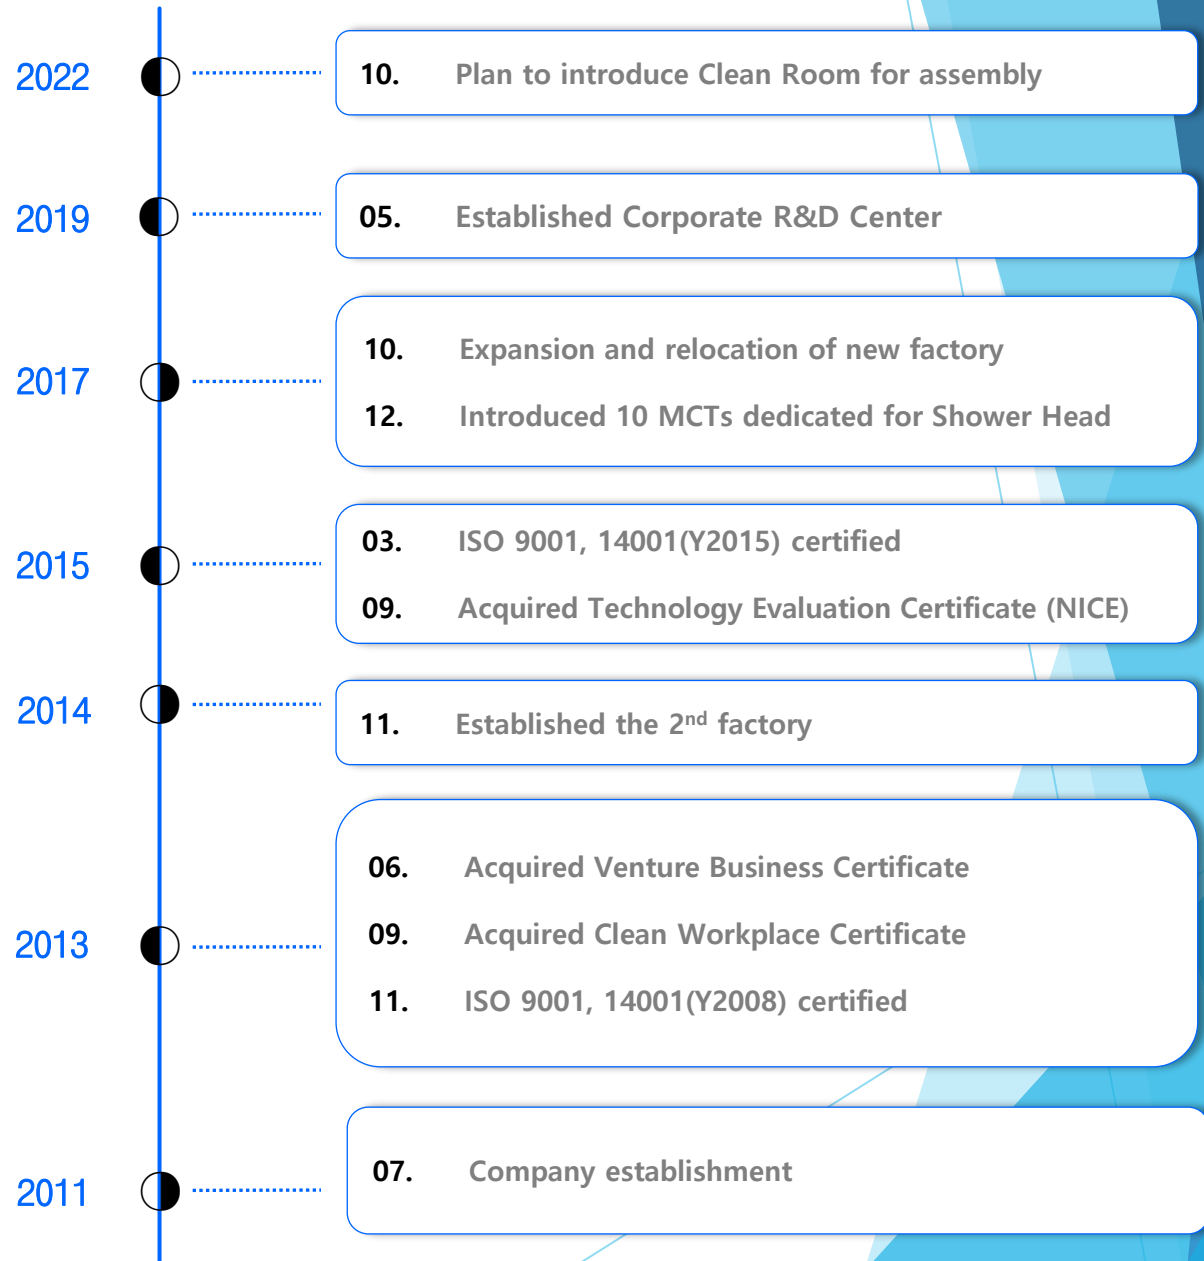 2022
10. Plan to introduce Clean Room for assembly
2019
05. Established Corporate R&D Center
2017
10. Expansion and relocation of new factory
12. Introduced 10 MCTs dedicated for Shower Head
2015
03. ISO 9001, 14001(Y2015) certified
09. Acquired Technology Evaluation Certificate (NICE)
2014
11. Established the 2nd factory
2013
06. Acquired Venture Business Certificate
09. Acquired Clean Workplace Certificate
11. ISO 9001, 14001(Y2008) certified
2011
07. Company establishment